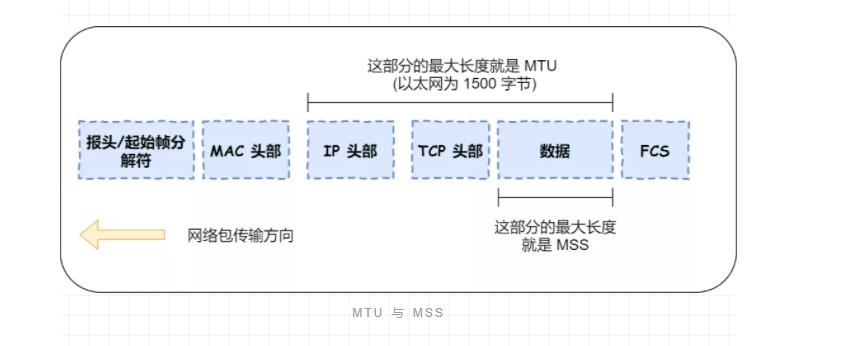 这部分的最大长度就是 MTU
(以太网为 1500 字节)
报头/起始帧分
解符
MAC 头部
IP 头部
TCP 头部
数据
FCS
这部分的最大长度
就是 MSS
网络包传输方向
MTU 与 MSS